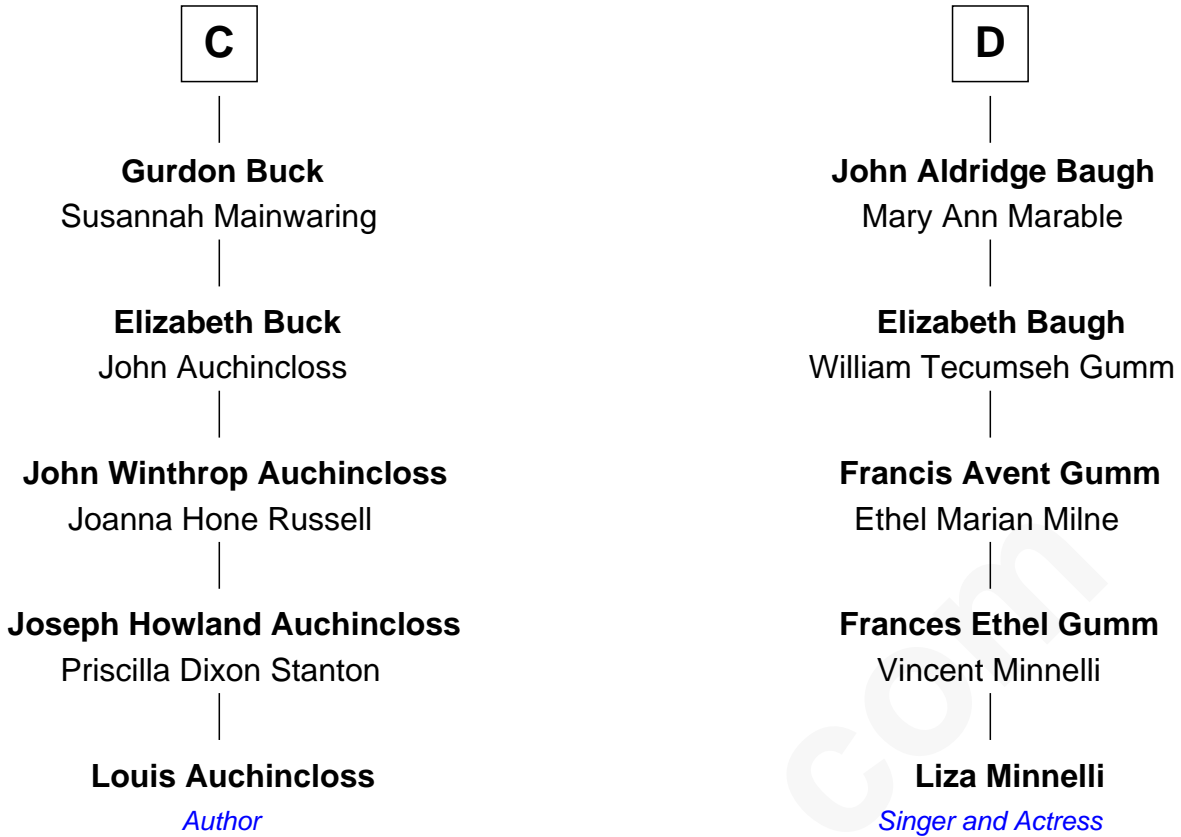 C
Gurdon Buck
Susannah Mainwaring
Elizabeth Buck
John Auchincloss
John Winthrop Auchincloss
Joanna Hone Russell
Joseph Howland Auchincloss
Priscilla Dixon Stanton
Louis Auchincloss
Author
D
John Aldridge Baugh
Mary Ann Marable
Elizabeth Baugh
William Tecumseh Gumm
Francis Avent Gumm
Ethel Marian Milne
Frances Ethel Gumm
Vincent Minnelli
Liza Minnelli
Singer and Actress
com